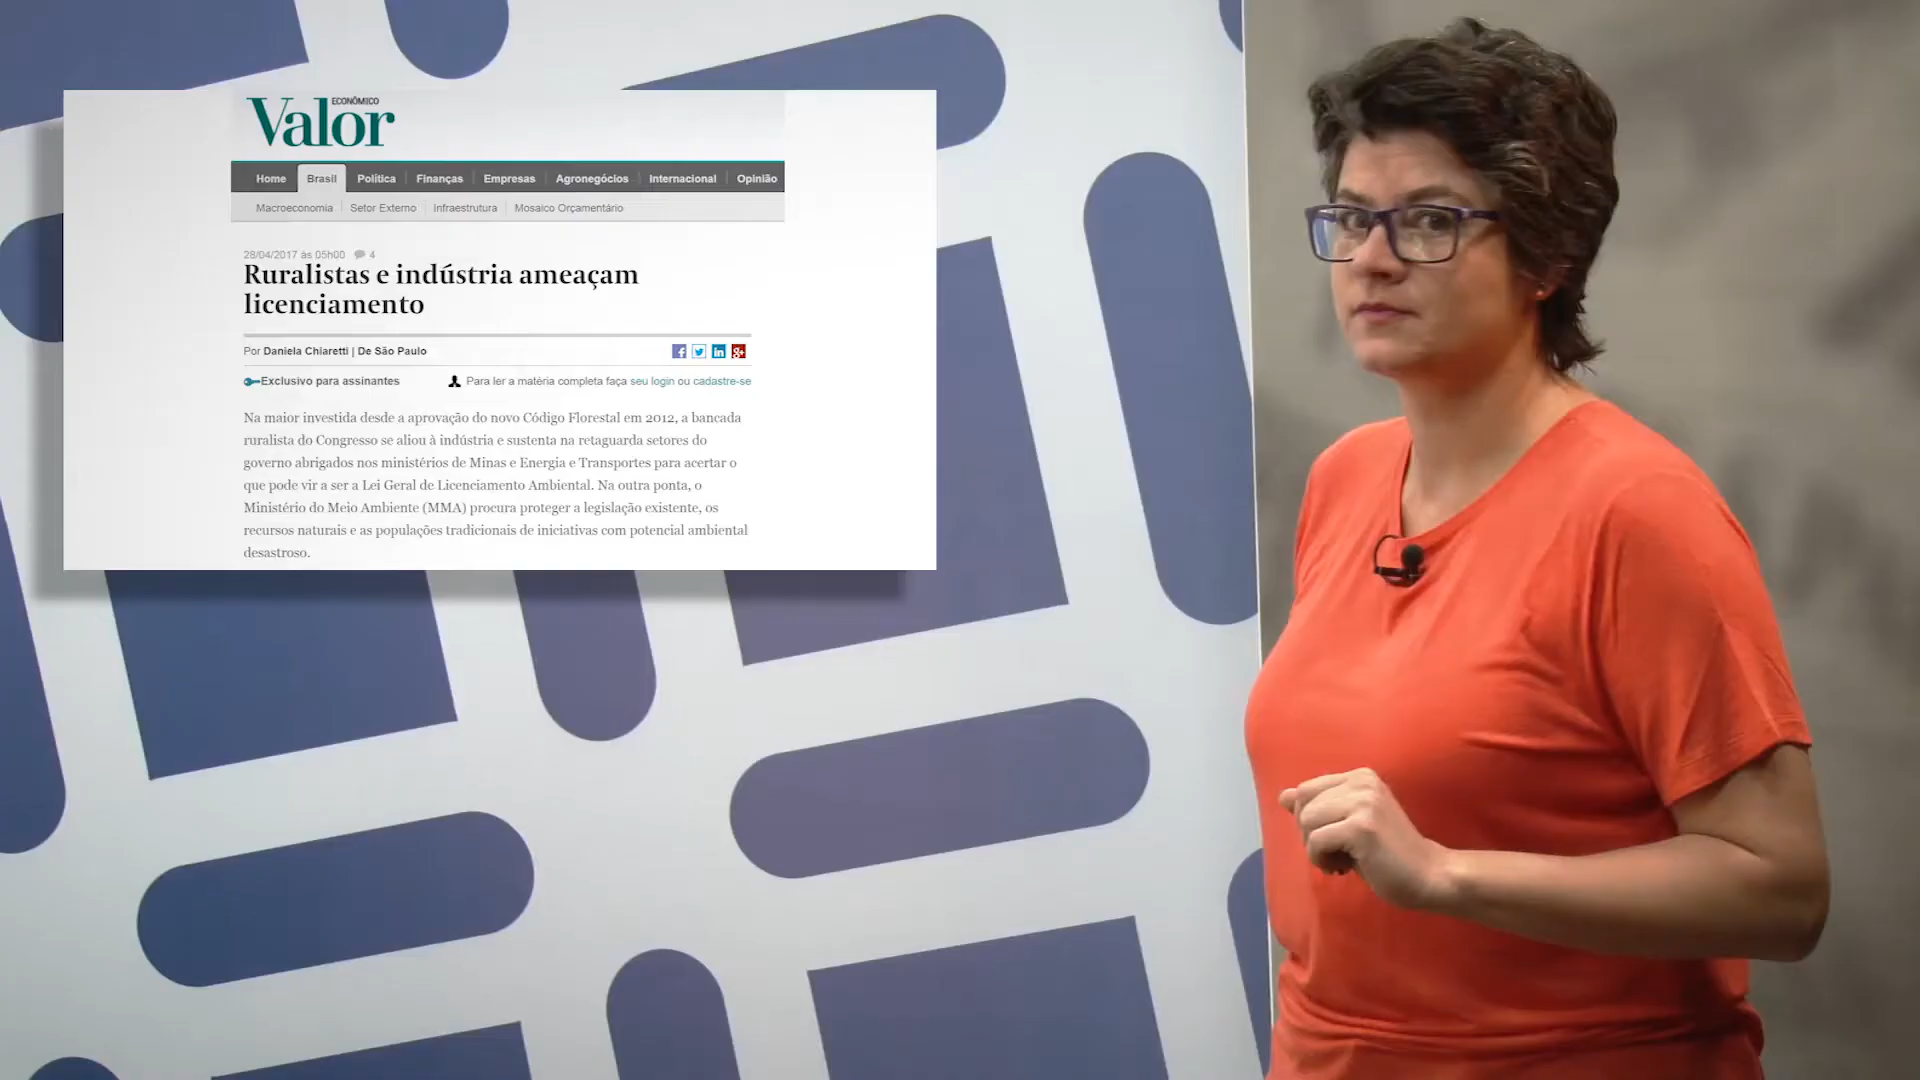 Valor ECONÔMICO
Home Brasil Política Finanças Empresas Agronegócios Internacional Opinião
Macroeconomia Setor Externo Infraestrutura Mosaico Orçamentário
28/04/2017 às 05h00 4
Ruralistas e indústria ameaçam
licenciamento
Por Daniela Chiaretti | De São Paulo
Exclusivo para assinantes Para ler a matéria completa faça seu login ou cadastre-se
Na maior investida desde a aprovação do novo Código Florestal em 2012, a bancada
ruralista do Congresso se aliou à indústria e sustenta na retaguarda setores do
governo abrigados nos ministérios de Minas e Energia e Transportes para acertar o
que pode vir a ser a Lei Geral de Licenciamento Ambiental. Na outra ponta, o
Ministério do Meio Ambiente (MMA) procura proteger a legislação existente, os
recursos naturais e as populações tradicionais de iniciativas com potencial ambiental
desastroso.